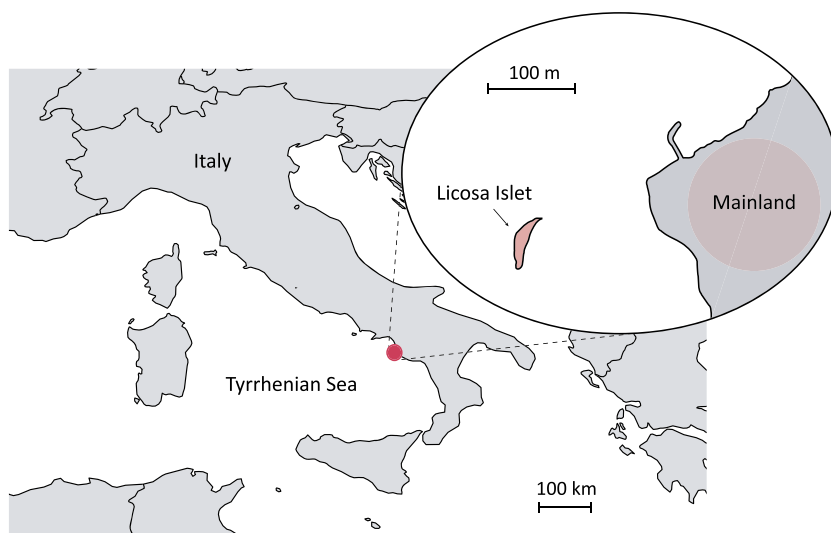 100 m
Italy
Licosa Islet
Mainland
Tyrrhenian Sea
100 km